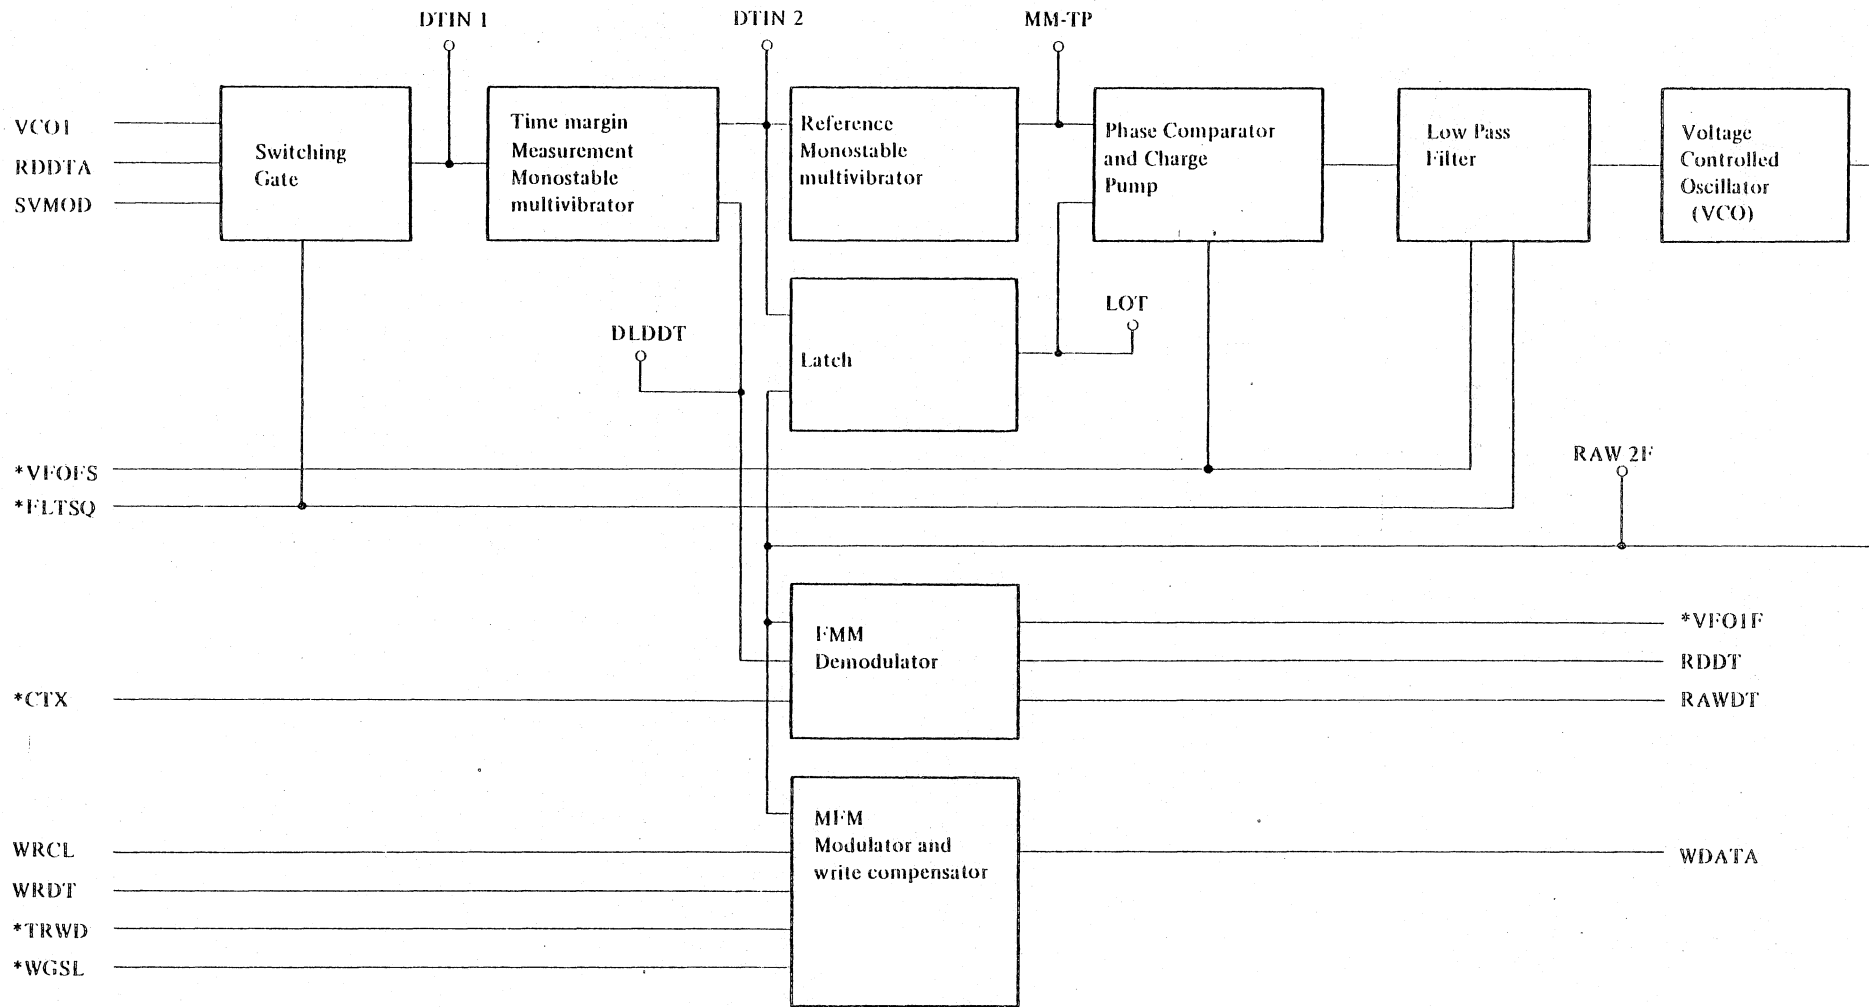 DTIN 1
DTIN 2
MM-TP
VCO1
RDDTA
SVMOD
Switching
Gate
Time margin
Measurement
Monostable
multivibrator
Reference
Monostable
multivibrator
Phase Comparator
and Charge
Pump
Low Pass
Filter
Voltage
Controlled
Oscillator
(VCO)
DLDDT
Latch
LOT
*VFOFS
*FLTSQ
RAW 2F
FMM
Demodulator
*VFO1F
RDDT
RAWDT
*CTX
MFM
Modulator and
write compensator
WRCL
WRDT
*TRWD
*WGSL
WDATA